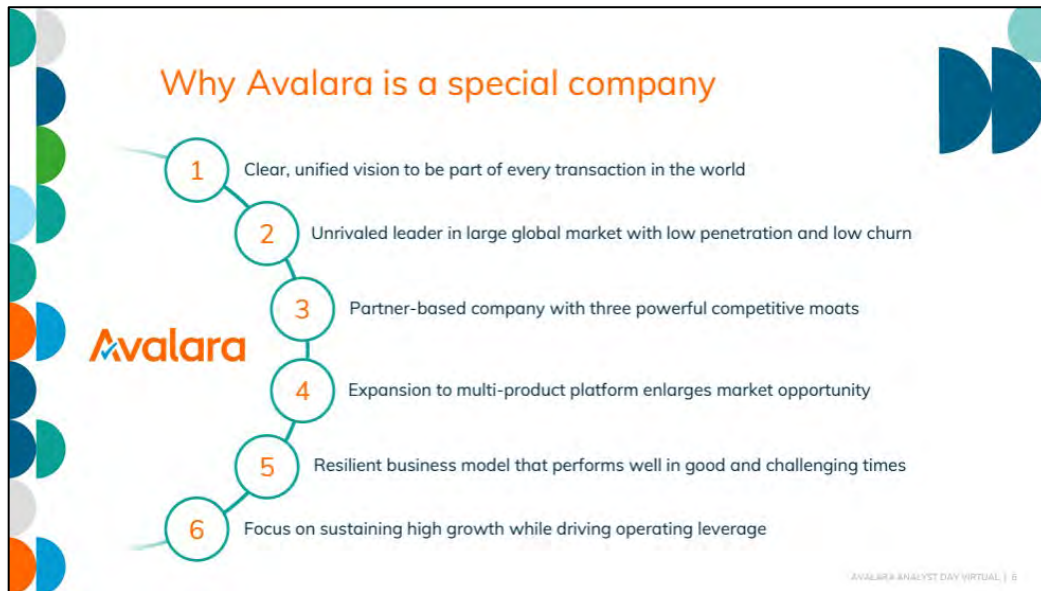 Why Avalara is a special company
1
Clear, unified vision to be part of every transaction in the world
2
Unrivaled leader in large global market with low penetration and low churn
3
Partner-based company with three powerful competitive moats
Avalara
4
Expansion to multi-product platform enlarges market opportunity
5
Resilient business model that performs well in good and challenging times
6
Focus on sustaining high growth while driving operating leverage
AVALARA ANALYST DAY VIRTUAL | 6